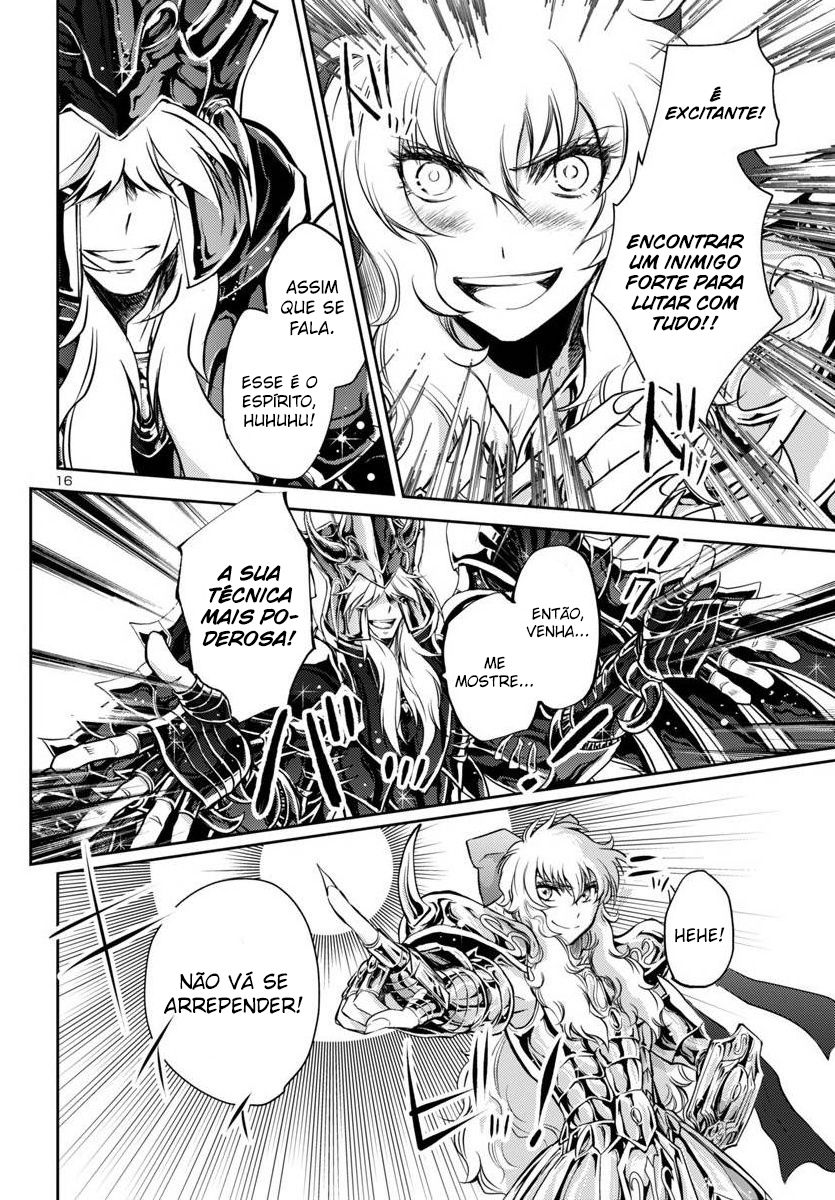 É
EXCITANTE!
ENCONTRAR
UM INIMIGO
FORTE PARA
LUTAR COM
TUDO!!
ASSIM
QUE SE
FALA.
ESSE É O
ESPÍRITO,
HUHUHU!
16
ENTÃO,
VENHA...
ME
MOSTRE...
A SUA
TÉCNICA
MAIS PO-
DEROSA!
HEHE!
NÃO VÁ SE
ARREPENDER!